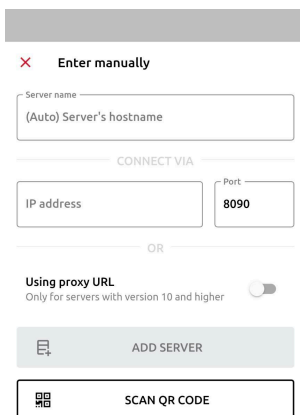 Enter manually
Server name
(Auto) Server's hostname
CONNECT VIA
IP address
Port
8090
OR
Using proxy URL
Only for servers with version 10 and higher
ADD SERVER
SCAN QR CODE